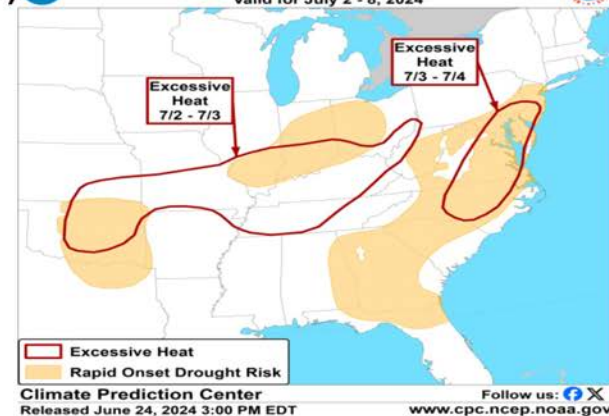 Valid for July 2 - 8, 2024
Excessive
Heat
7/2 - 7/3
Excessive
Heat
7/3 - 7/4
Excessive Heat
Rapid Onset Drought Risk
Climate Prediction Center
Follow us:
Released June 24, 2024 3:00 PM EDT
www.cpc.ncep.noaa.gov